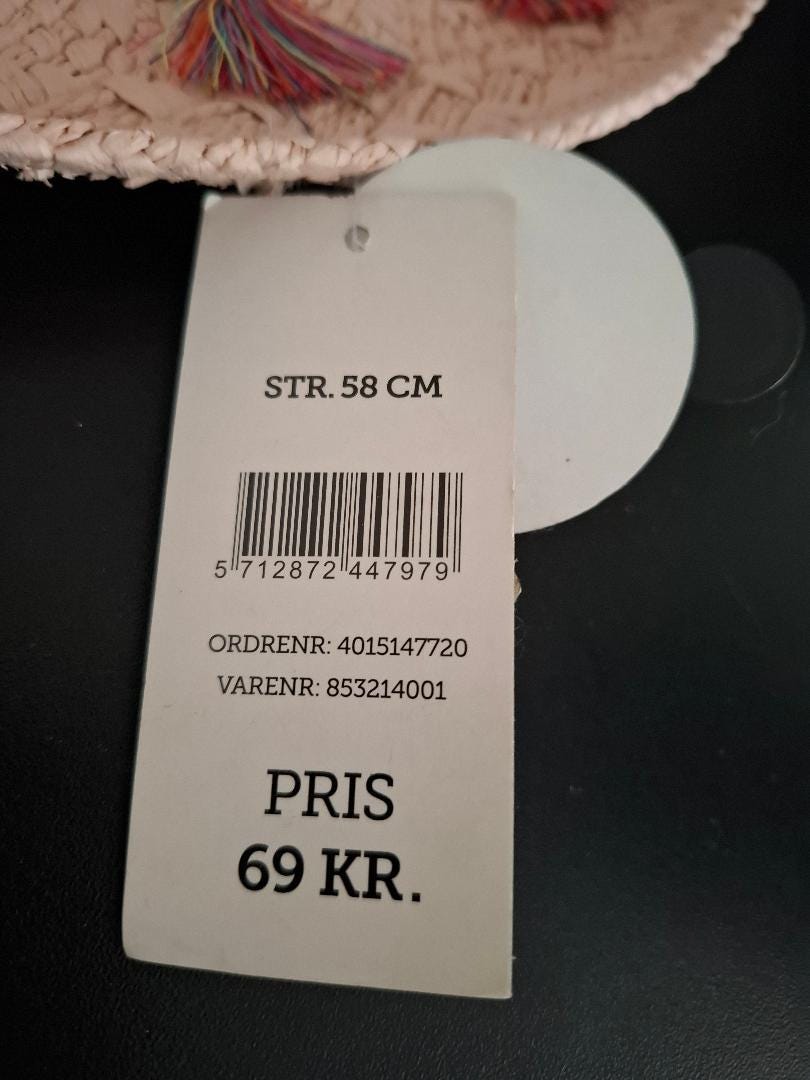 STR. 58 CM
5 712872 447979
ORDRENR: 4015147720
VARENR: 853214001
PRIS
69 KR.